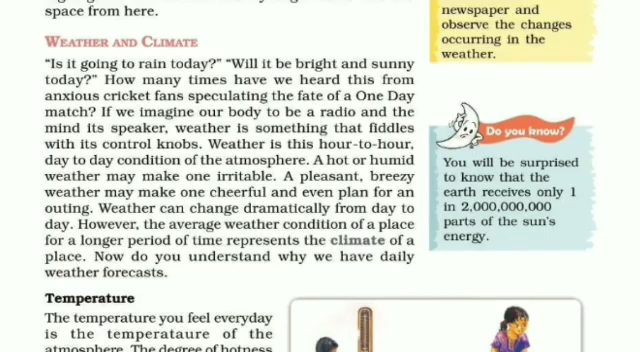 space from here.
WEATHER AND CLIMATE
“Is it going to rain today?” “Will it be bright and sunny
today?” How many times have we heard this from
anxious cricket fans speculating the fate of a One Day
match? If we imagine our body to be a radio and the
mind its speaker, weather is something that fiddles
with its control knobs. Weather is this hour-to-hour,
day to day condition of the atmosphere. A hot or humid
weather may make one irritable. A pleasant, breezy
weather may make one cheerful and even plan for an
outing. Weather can change dramatically from day to
day. However, the average weather condition of a place
for a longer period of time represents the climate of a
place. Now do you understand why we have daily
weather forecasts.
Temperature
The temperature you feel everyday
is the temperataure of the
atmosphere. The degree of hotness
newspaper and
observe the changes
occurring in the
weather.
Do you know?
You will be surprised
to know that the
earth receives only 1
in 2,000,000,000
parts of the sun's
energy.